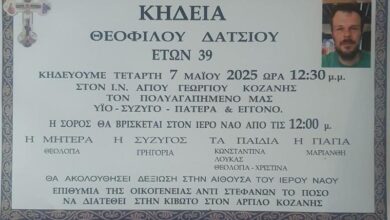 ΚΗΔΕΙΑ
ΘΕΟΦΙΛΟΥ ΔΑΤΣΙΟΥ
ΕΤΩΝ 39
ΚΗΔΕΥΟΥΜΕ ΤΕΤΑΡΤΗ 7 ΜΑΪΟΥ 2025 ΩΡΑ 12:30 μ.μ.
ΣΤΟΝ Ι.Ν. ΑΓΙΟΥ ΓΕΩΡΓΙΟΥ ΚΟΖΑΝΗΣ
ΤΟΝ ΠΟΛΥΑΓΑΠΗΜΕΝΟ ΜΑΣ
ΥΙΟ - ΣΥΖΥΓΟ - ΠΑΤΕΡΑ & ΕΓΓΟΝΟ.
Η ΣΟΡΟΣ ΘΑ ΒΡΙΣΚΕΤΑΙ ΣΤΟΝ ΙΕΡΟ ΝΑΟ ΑΠΟ ΤΙΣ 12:00 μ.
Η ΜΗΤΕΡΑ Η ΣΥΖΥΓΟΣ ΤΑ ΠΑΙΔΙΑ Η ΓΙΑΓΙΑ
ΘΕΟΛΟΓΙΑ ΓΡΗΓΟΡΙΑ ΚΩΝΣΤΑΝΤΙΝΑ ΜΑΡΙΑΝΘΗ
ΛΟΥΚΑΣ
ΘΕΟΛΟΓΙΑ - ΧΡΙΣΤΙΝΑ
ΘΑ ΑΚΟΛΟΥΘΗΣΕΙ ΔΕΞΙΩΣΗ ΣΤΗΝ ΑΙΘΟΥΣΑ ΤΟΥ ΙΕΡΟΥ ΝΑΟΥ
ΕΠΙΘΥΜΙΑ ΤΗΣ ΟΙΚΟΓΕΝΕΙΑΣ ΑΝΤΙ ΣΤΕΦΑΝΩΝ ΤΟ ΠΟΣΟ
ΝΑ ΔΙΑΤΕΘΕΙ ΣΤΗΝ ΚΙΒΩΤΟ ΣΤΟΝ ΑΡΓΙΛΟ ΚΟΖΑΝΗΣ